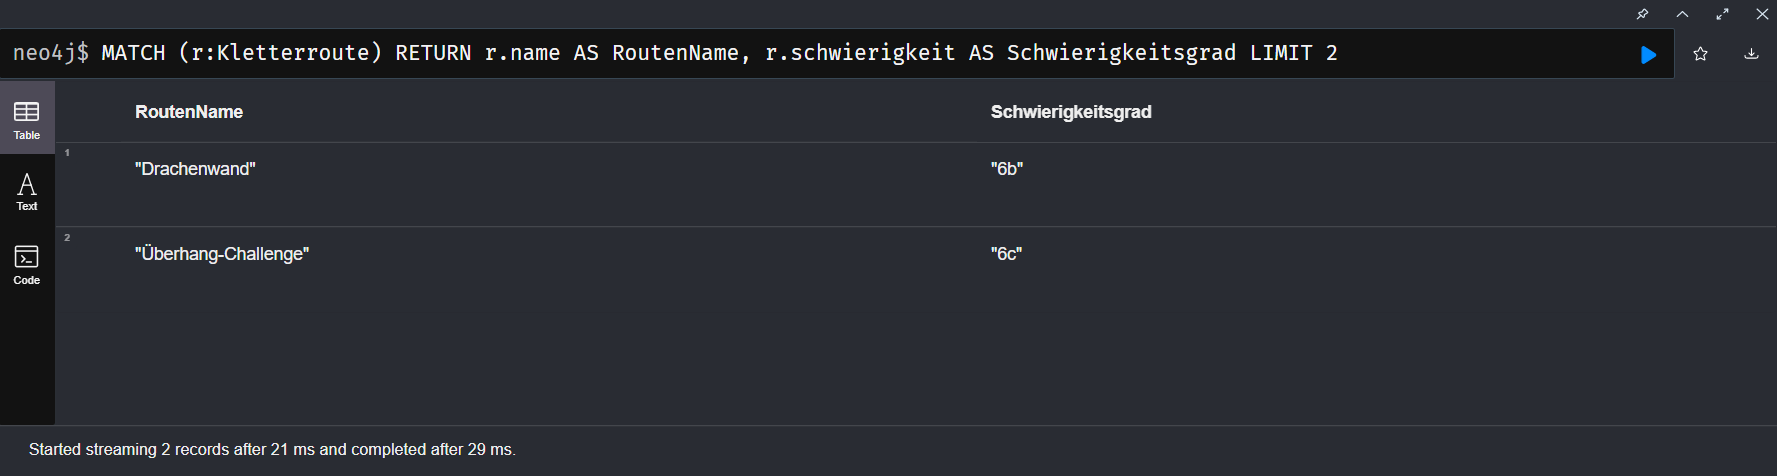 neo4j$ MATCH (r:Kletterroute) RETURN r.name AS RoutenName, r.schwierigkeit AS Schwierigkeitsgrad LIMIT 2
Table
Text
Code
RoutenName Schwierigkeitsgrad
1
"Drachenwand" "6b"
2
"Überhang-Challenge" "6c"
Started streaming 2 records after 21 ms and completed after 29 ms.